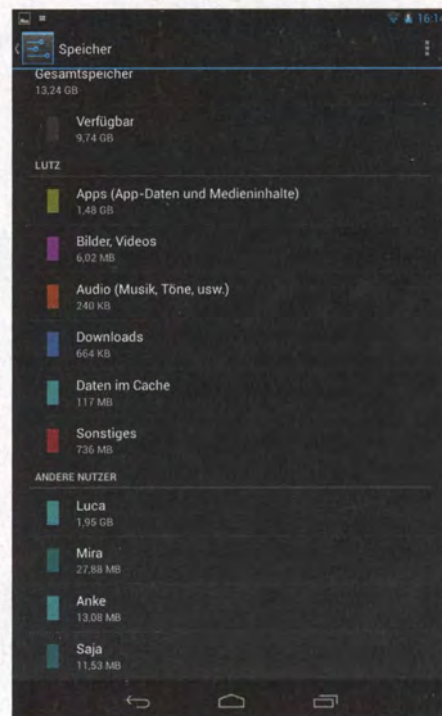 16:14
Speicher
Gesamtspeicher
13,24 GB
Verfügbar
9,74 GB
LUTZ
Apps (App-Daten und Medieninhalte)
1,48 GB
Bilder, Videos
6,02 MB
Audio (Musik, Töne, usw.)
240 KB
Downloads
664 KB
Daten im Cache
117 MB
Sonstiges
736 MB
ANDERE NUTZER
Luca
1,95 GB
Mira
27,88 MB
Anke
13,08 MB
Saja
11,53 MB